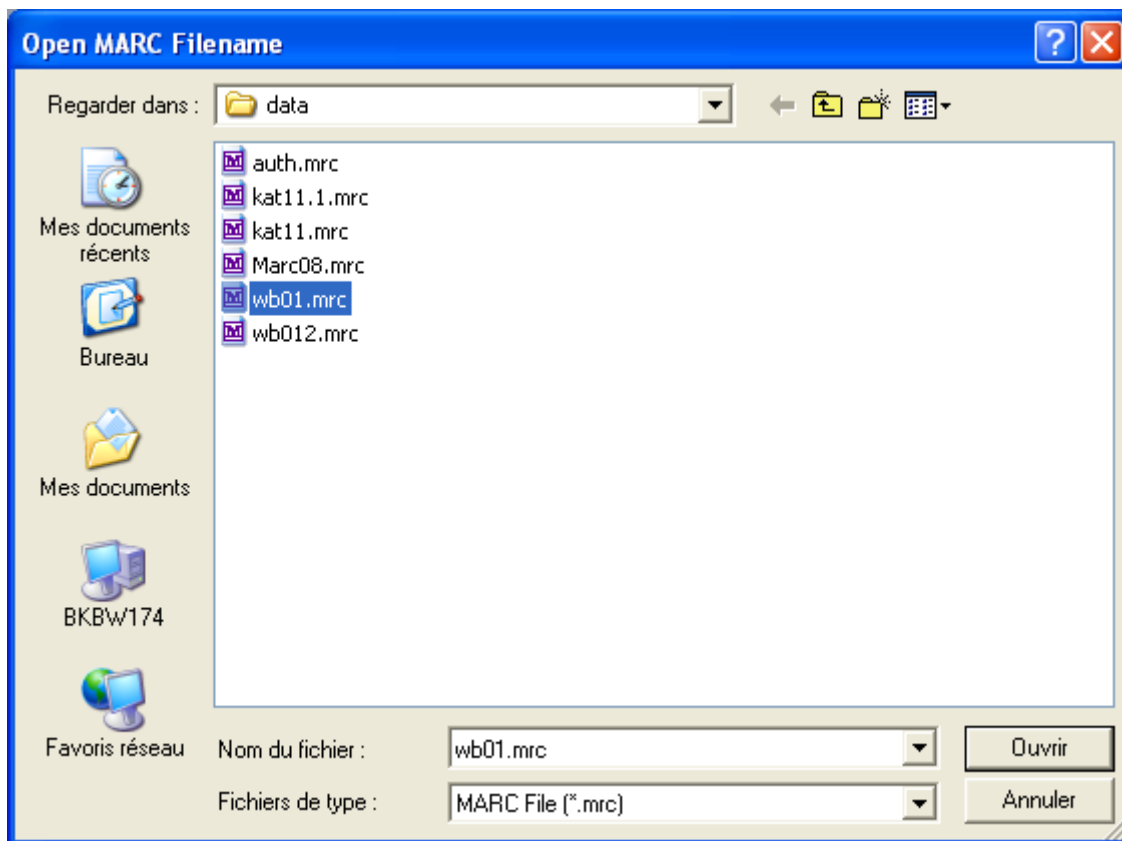 Open MARC Filename
Regarder dans :
data
auth.mrc
kat11.1.mrc
kat11.mrc
Marc08.mrc
wb01.mrc
wb012.mrc
Mes documents
récents
Bureau
Mes documents
BKBW174
Favoris réseau
Nom du fichier :
wb01.mrc
Ouvrir
Fichiers de type :
MARC File (*.mrc)
Annuler